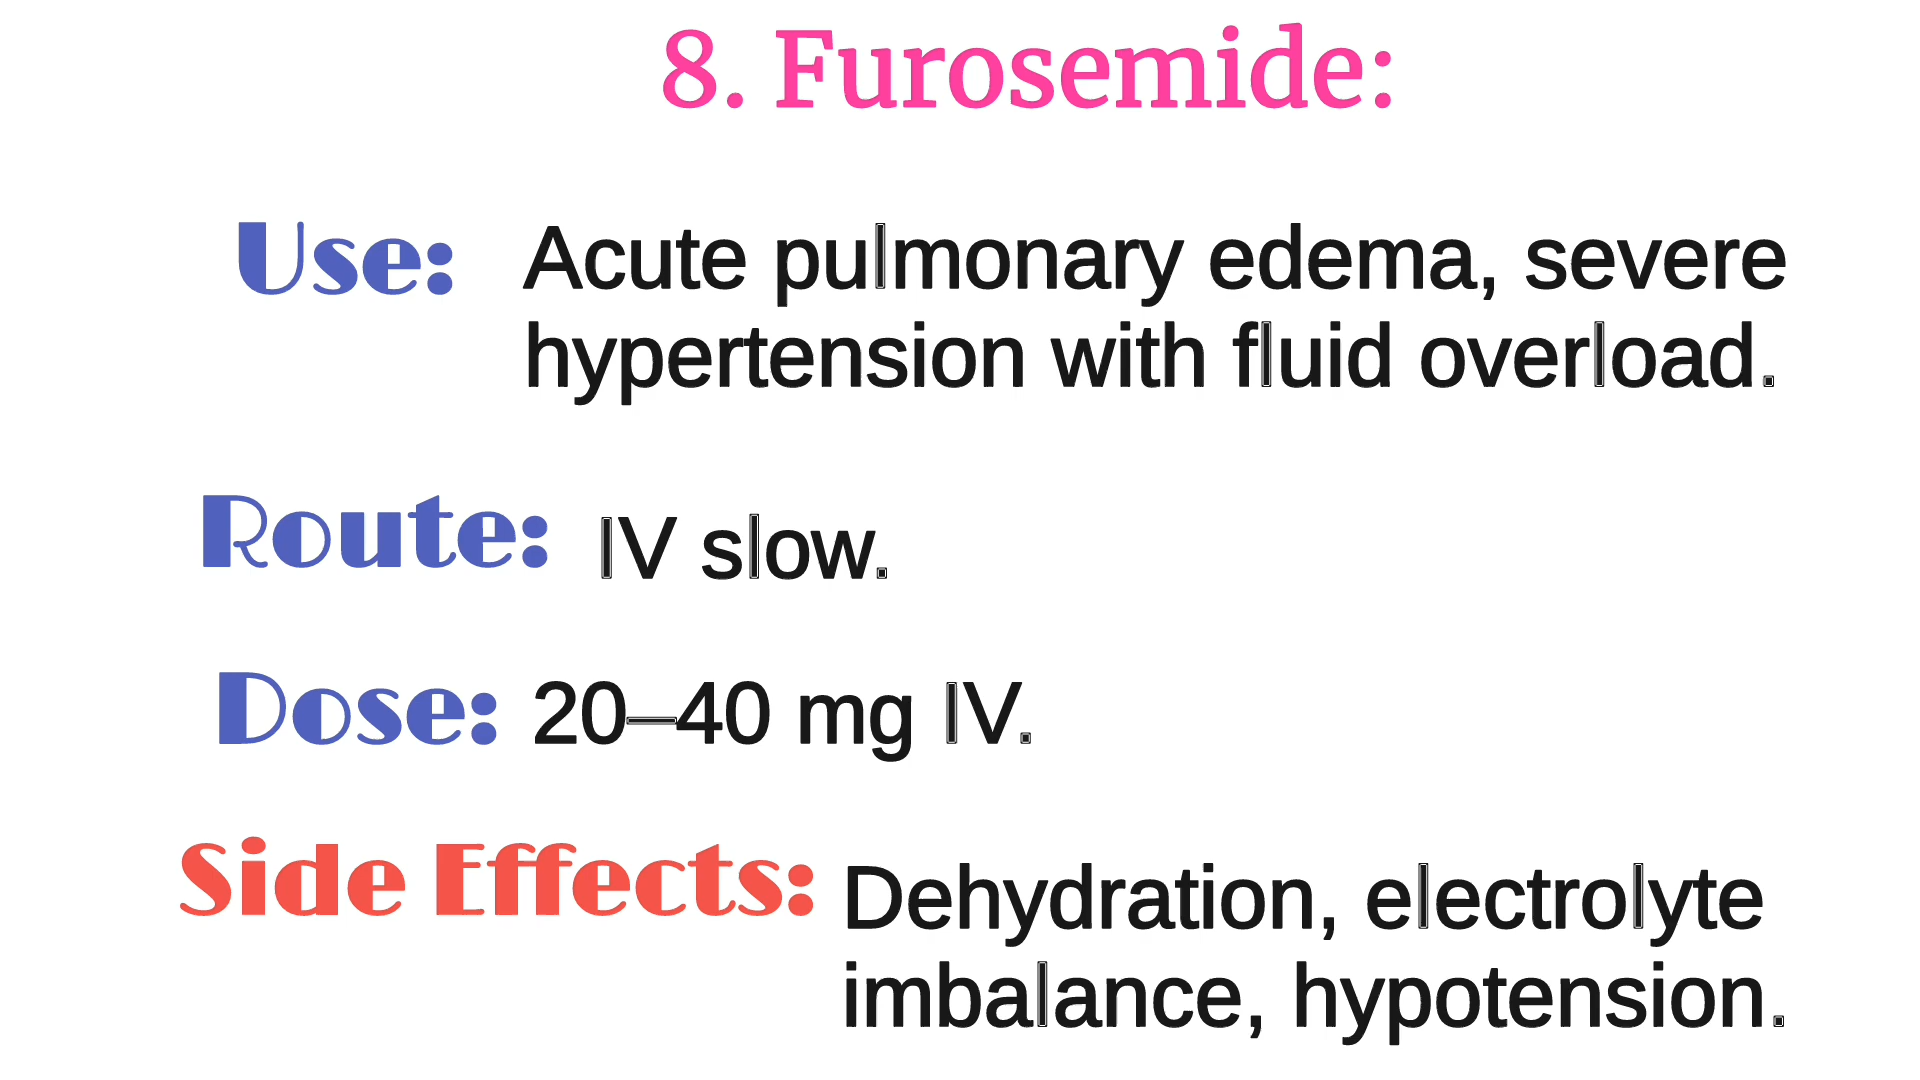 8. Furosemide:
Use: Acute pulmonary edema, severe
hypertension with fluid overload.
Route: IV slow.
Dose: 20–40 mg IV.
Side Effects: Dehydration, electrolyte
imbalance, hypotension.